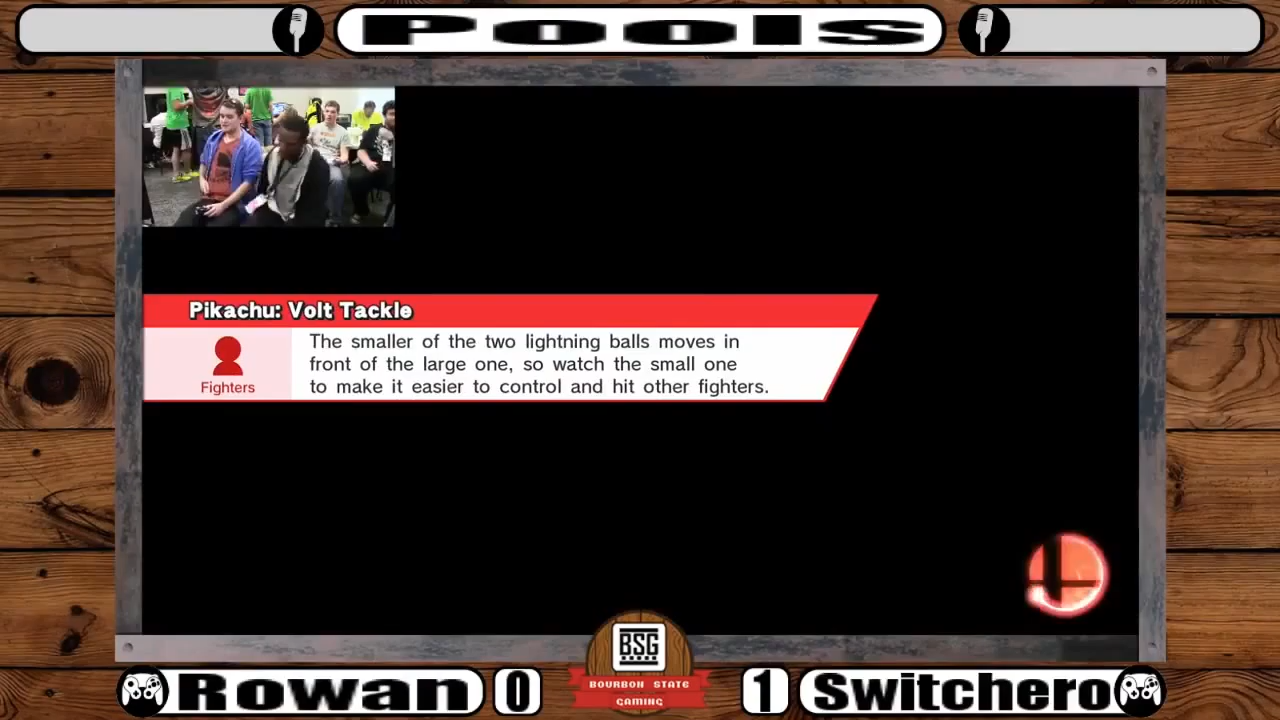 Pools
Pikachu: Volt Tackle
The smaller of the two lightning balls moves in
front of the large one, so watch the small one
to make it easier to control and hit other fighters.
Fighters
BSG
BOURBON STATE
GAMING
Rowan 0
1 Switchero